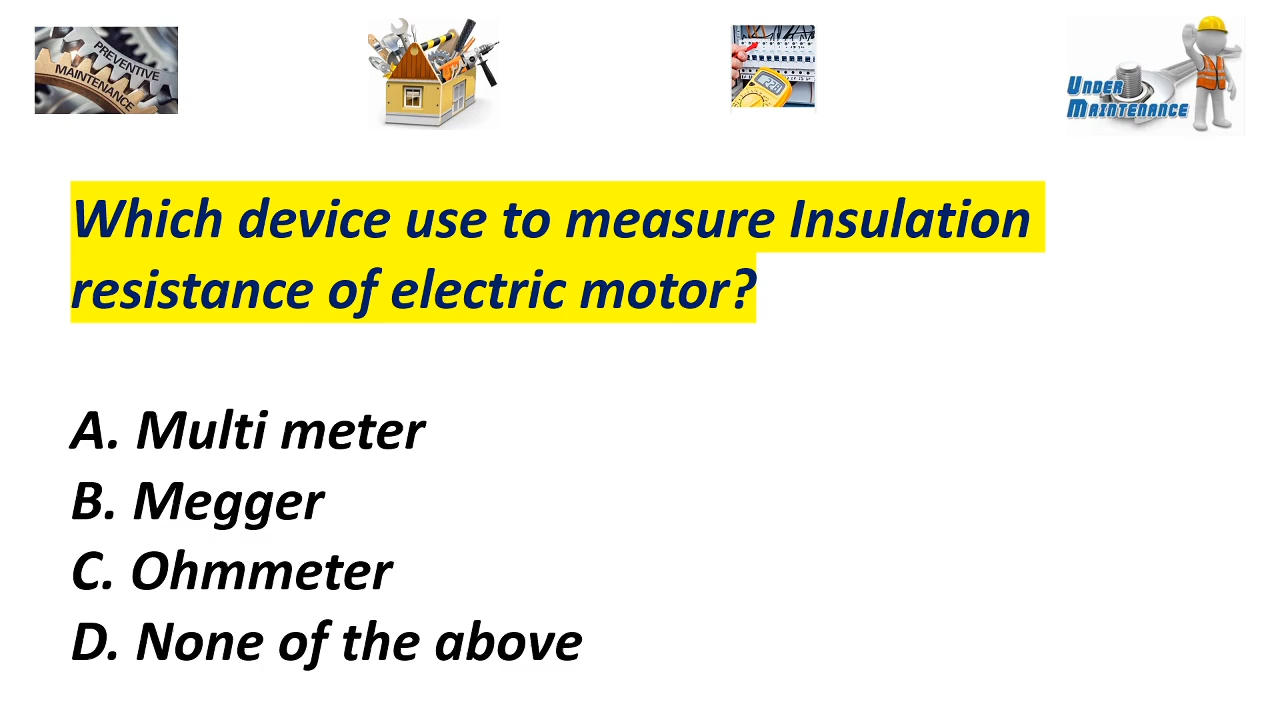 PREVENTIVE
MAINTENANCE
UNDER
MAINTENANCE
Which device use to measure Insulation
resistance of electric motor?
A. Multi meter
B. Megger
C. Ohmmeter
D. None of the above